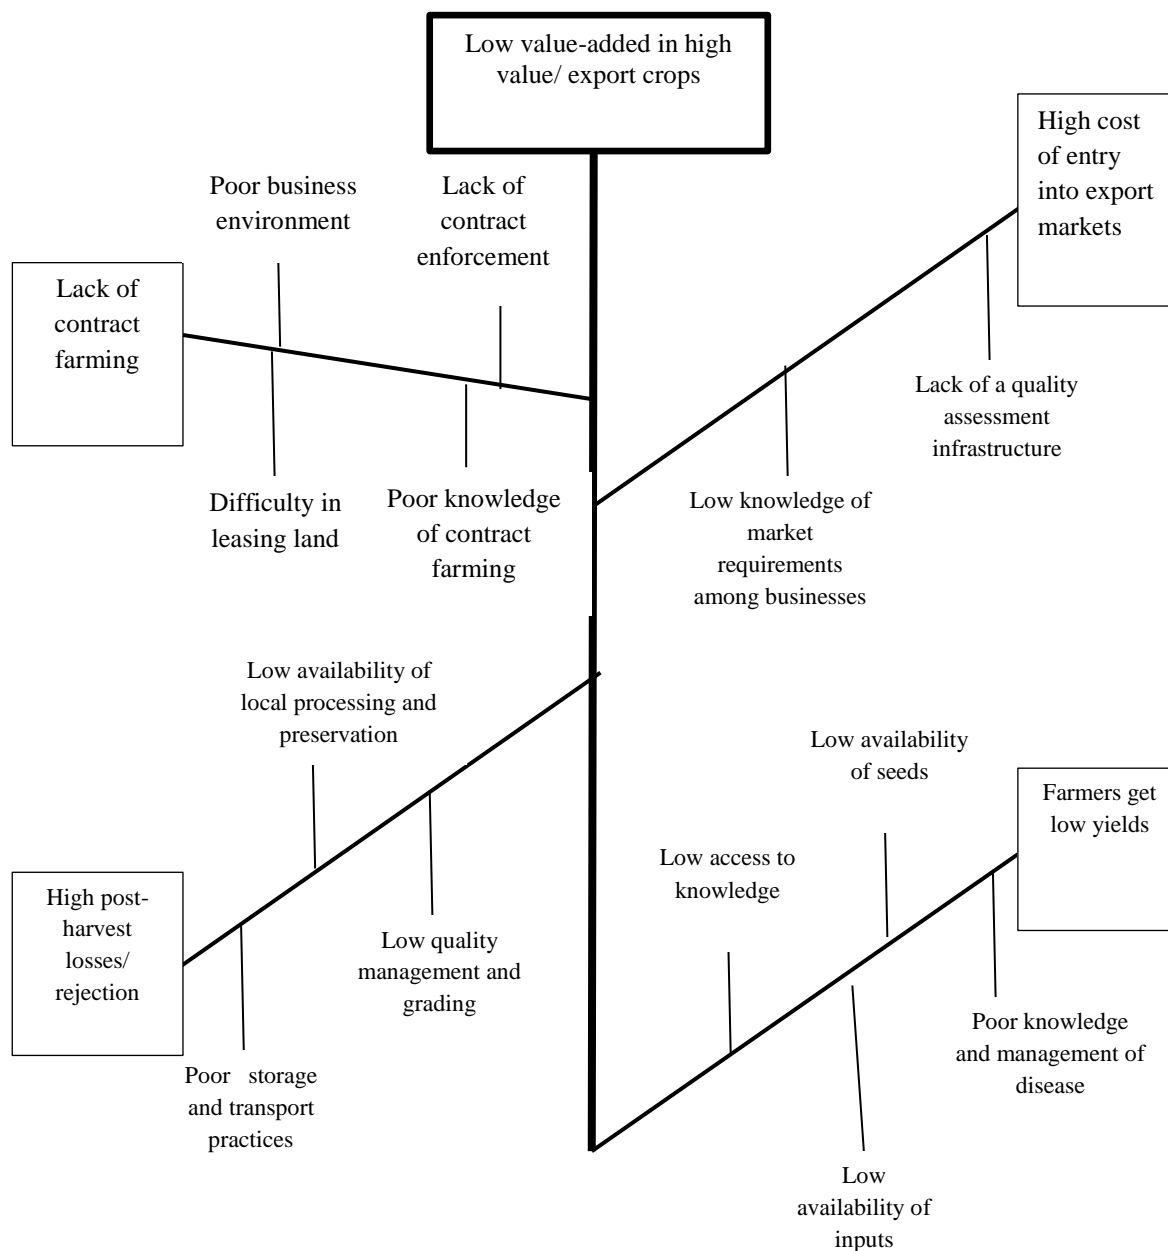 Low value-added in high
value/ export crops
High cost
of entry
into export
markets
Poor business
environment
Lack of
contract
enforcement
Lack of
contract
farming
Lack of a quality
assessment
infrastructure
Difficulty in
leasing land
Poor knowledge
of contract
farming
Low knowledge of
market
requirements
among businesses
Low availability of
local processing and
preservation
Low availability
of seeds
Farmers get
low yields
Low access to
knowledge
High post-
harvest
losses/
rejection
Low quality
management and
grading
Poor knowledge
and management of
disease
Poor storage
and transport
practices
Low
availability of
inputs